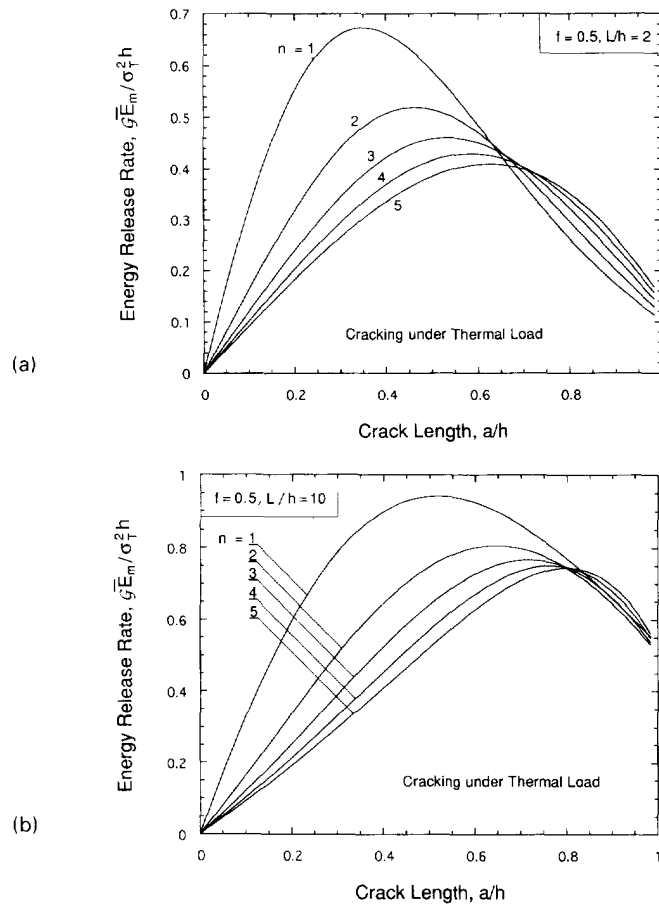 (a)
Energy Release Rate, 𝒢E̅m/σT²h
0.7
0.6
0.5
0.4
0.3
0.2
0.1
0
n = 1
2
3
4
5
f = 0.5, L/h = 2
Cracking under Thermal Load
0
0.2
0.4
0.6
0.8
Crack Length, a/h
(b)
Energy Release Rate, 𝒢E̅m/σT²h
1
0.8
0.6
0.4
0.2
0
f = 0.5, L / h = 10
n = 1
2
3
4
5
Cracking under Thermal Load
0
0.2
0.4
0.6
0.8
1
Crack Length, a/h